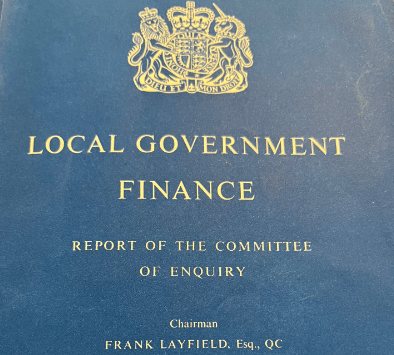 DIEU ET MON DROIT
LOCAL GOVERNMENT
FINANCE
REPORT OF THE COMMITTEE
OF ENQUIRY
Chairman
FRANK LAYFIELD, Esq., QC